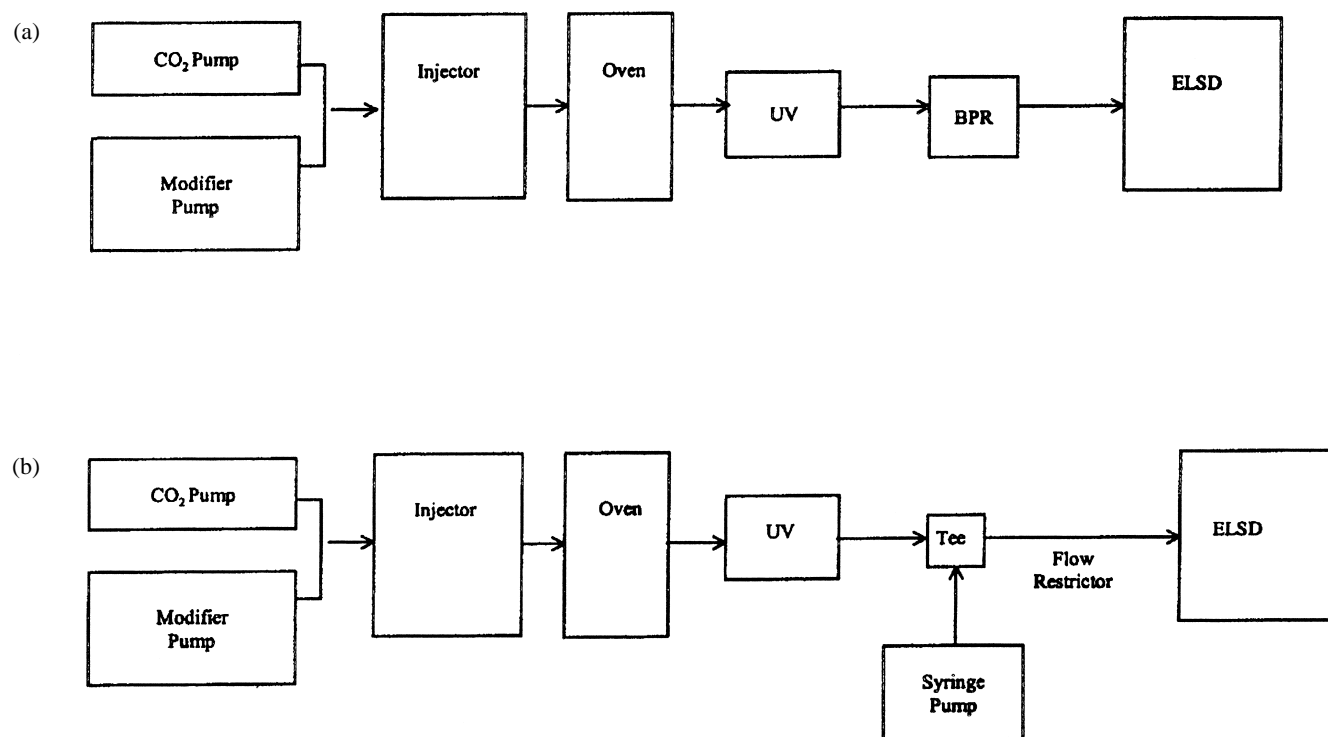 (a)
CO₂ Pump
Modifier
Pump
Injector
Oven
UV
BPR
ELSD
(b)
CO₂ Pump
Modifier
Pump
Injector
Oven
UV
Tee
Flow
Restrictor
ELSD
Syringe
Pump